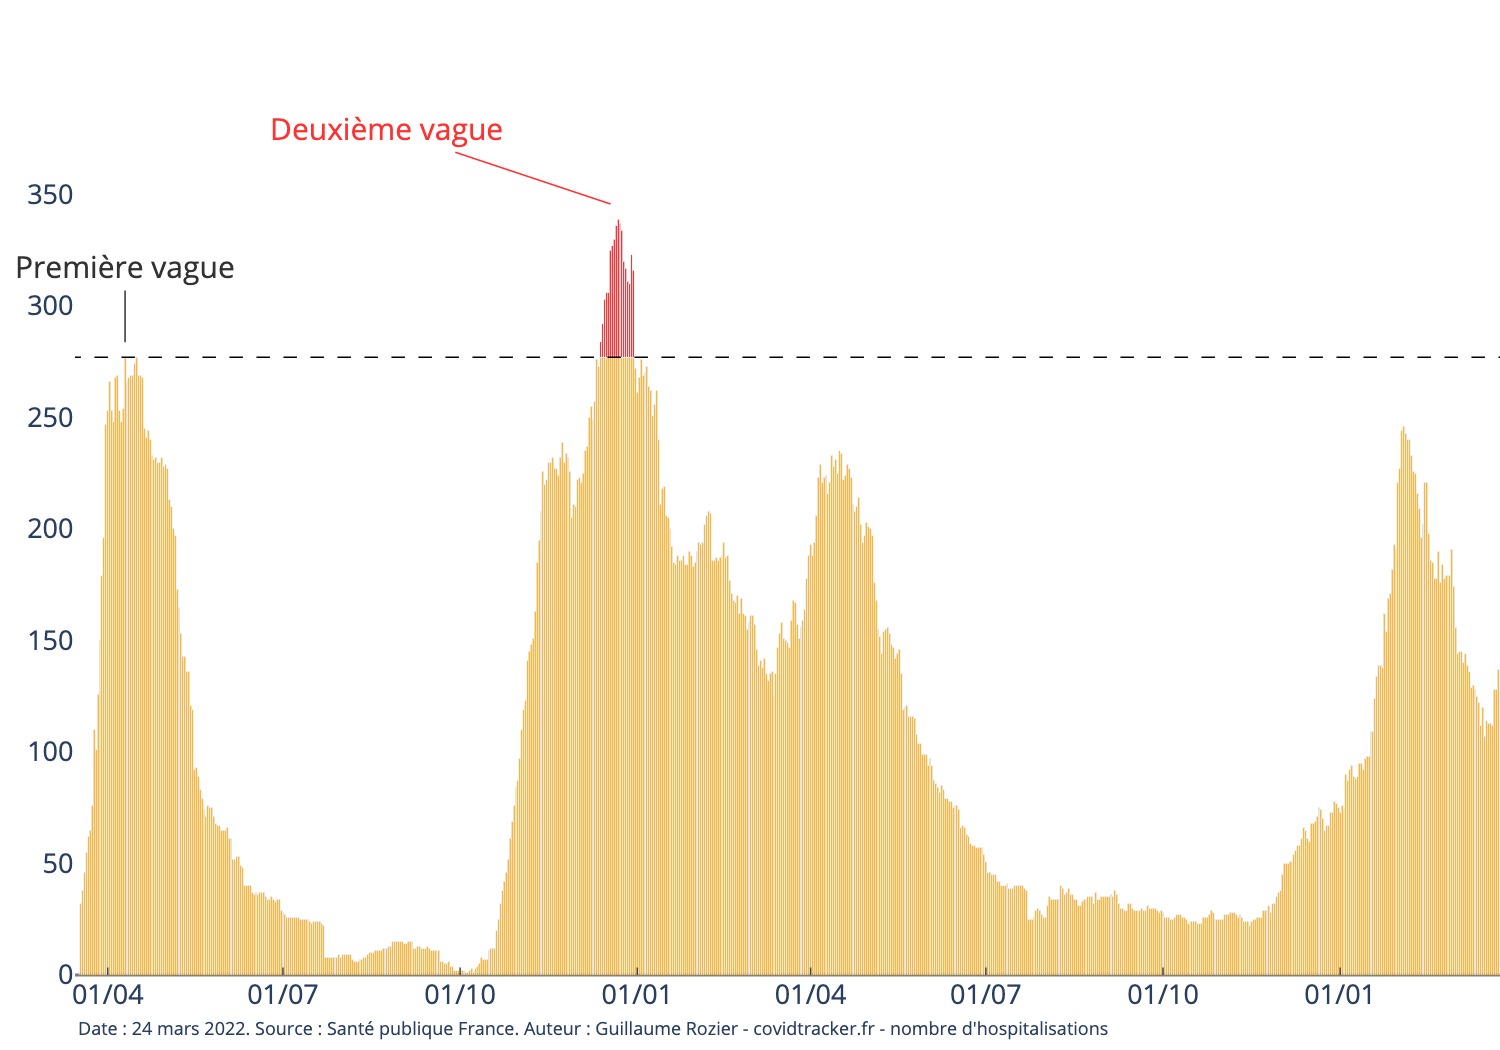 Deuxième vague
350
Première vague
300
250
200
150
100
50
0
01/04 01/07 01/10 01/01 01/04 01/07 01/10 01/01
Date : 24 mars 2022. Source : Santé publique France. Auteur : Guillaume Rozier - covidtracker.fr - nombre d'hospitalisations